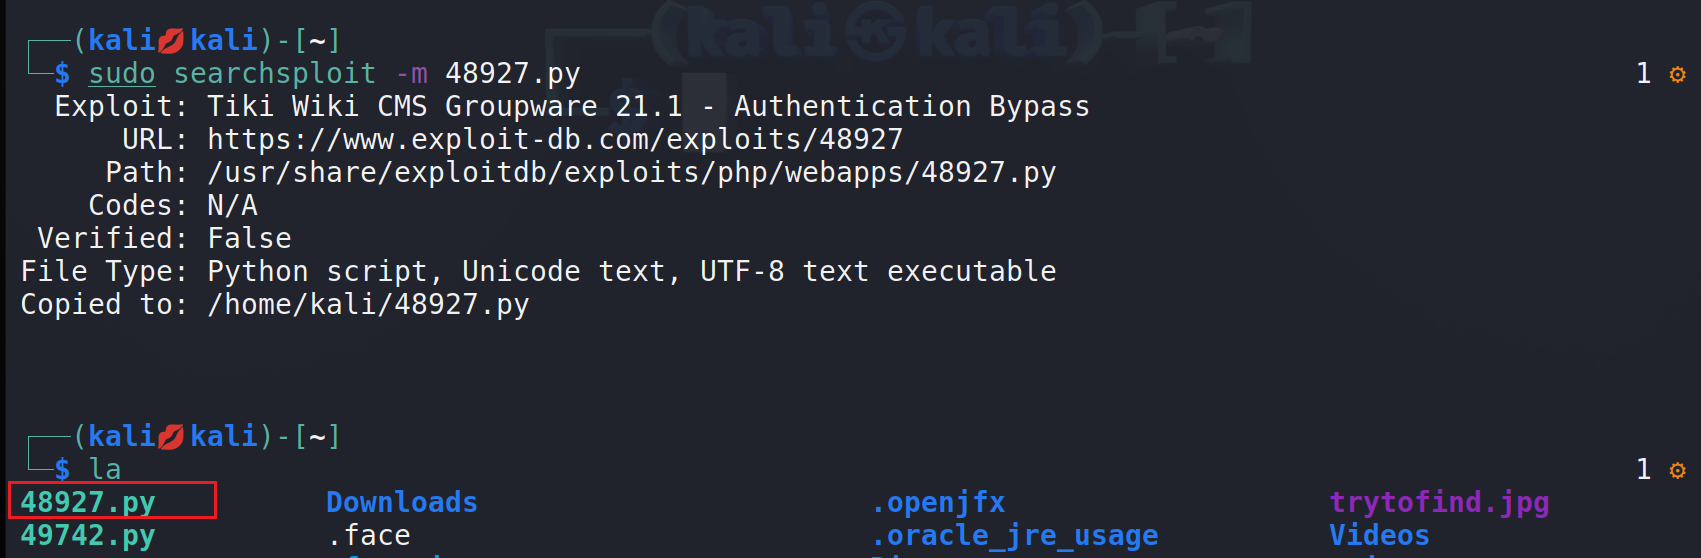 (kali💋kali)-[~]
$ sudo searchsploit -m 48927.py 1 ⚙
Exploit: Tiki Wiki CMS Groupware 21.1 - Authentication Bypass
URL: https://www.exploit-db.com/exploits/48927
Path: /usr/share/exploitdb/exploits/php/webapps/48927.py
Codes: N/A
Verified: False
File Type: Python script, Unicode text, UTF-8 text executable
Copied to: /home/kali/48927.py
(kali💋kali)-[~]
$ la 1 ⚙
48927.py Downloads .openjfx trytofind.jpg
49742.py .face .oracle_jre_usage Videos